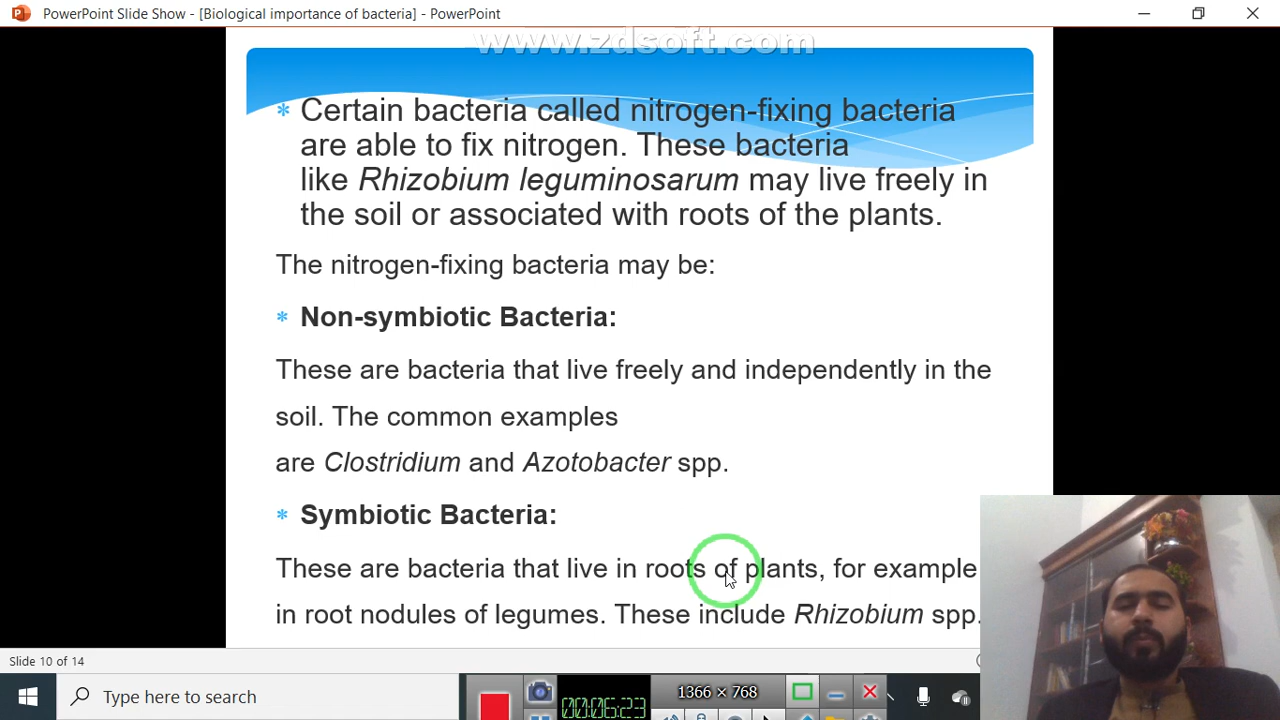 PowerPoint Slide Show - [Biological importance of bacteria] - PowerPoint
www.zdsoft.com
* Certain bacteria called nitrogen-fixing bacteria
are able to fix nitrogen. These bacteria
like Rhizobium leguminosarum may live freely in
the soil or associated with roots of the plants.
The nitrogen-fixing bacteria may be:
* Non-symbiotic Bacteria:
These are bacteria that live freely and independently in the
soil. The common examples
are Clostridium and Azotobacter spp.
* Symbiotic Bacteria:
These are bacteria that live in roots of plants, for example
in root nodules of legumes. These include Rhizobium spp.
Slide 10 of 14
Type here to search
00:06:23
1366 × 768